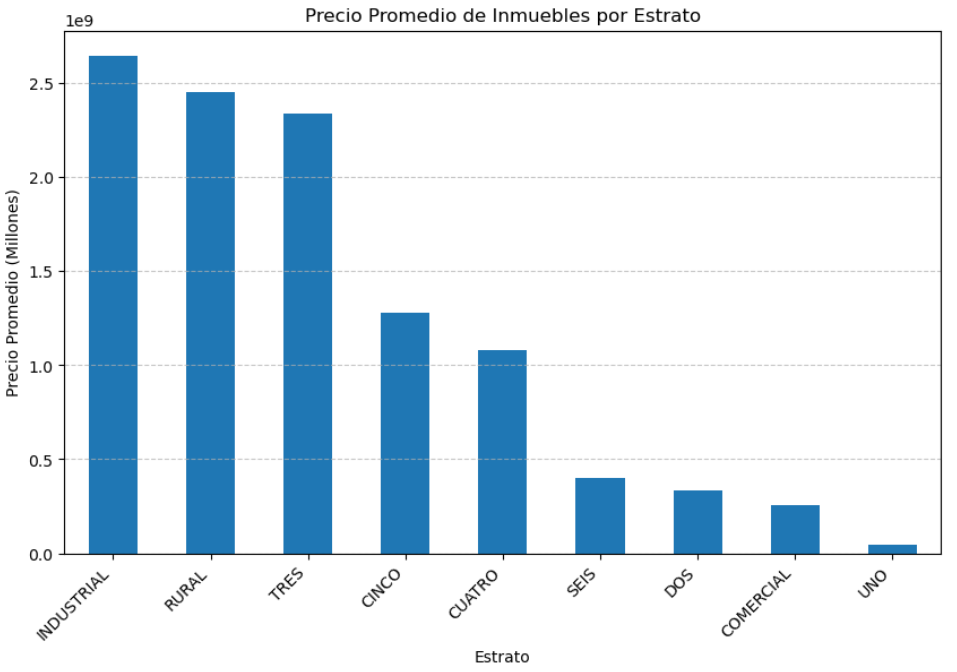 Precio Promedio de Inmuebles por Estrato
1e9
2.5
2.0
1.5
1.0
0.5
0.0
Precio Promedio (Millones)
INDUSTRIAL
RURAL
TRES
CINCO
CUATRO
SEIS
DOS
COMERCIAL
UNO
Estrato